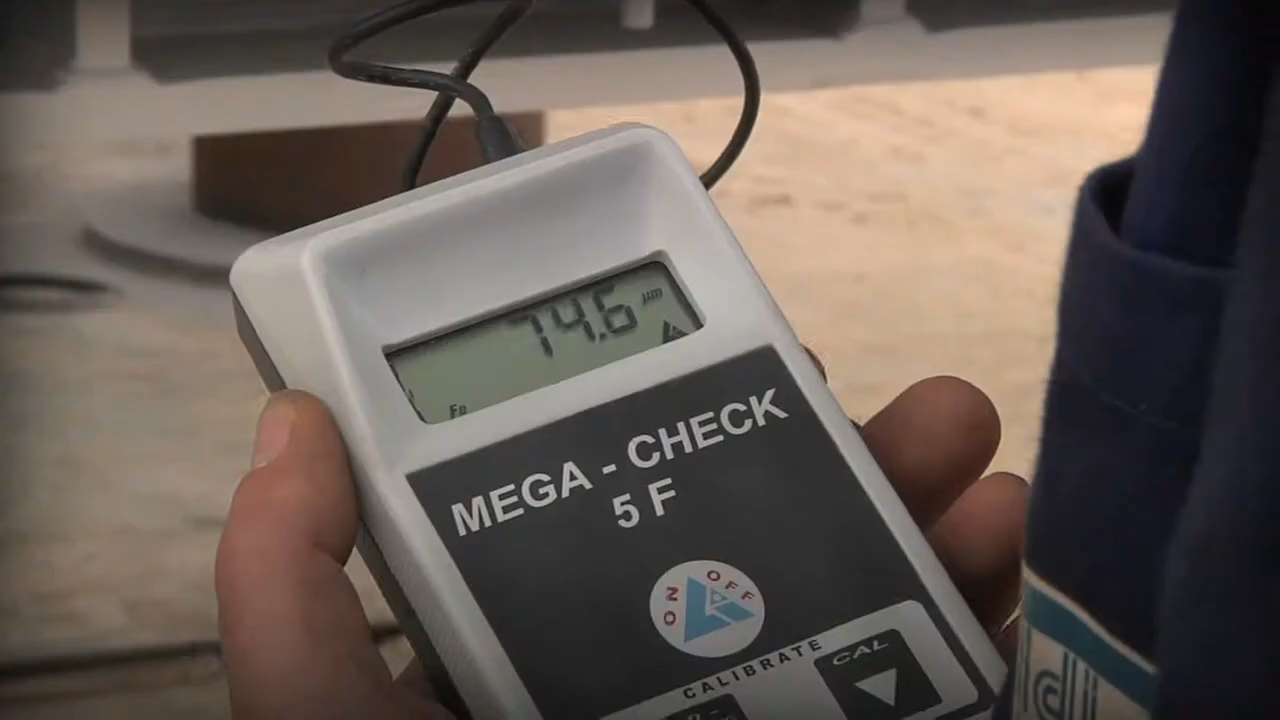 74.6 µm
Fe
MEGA - CHECK
5 F
ON OFF
CALIBRATE
CAL